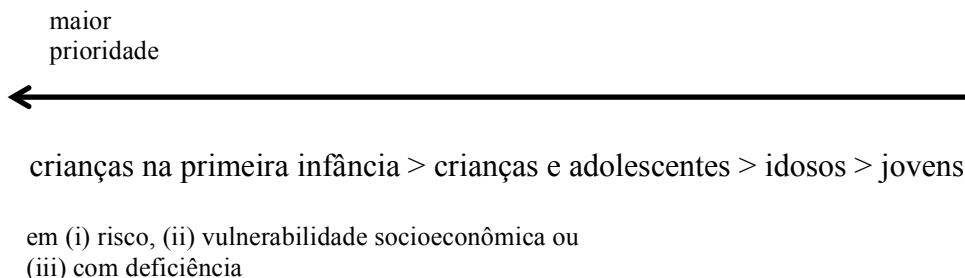 maior
prioridade
crianças na primeira infância > crianças e adolescentes > idosos > jovens
em (i) risco, (ii) vulnerabilidade socioeconômica ou
(iii) com deficiência